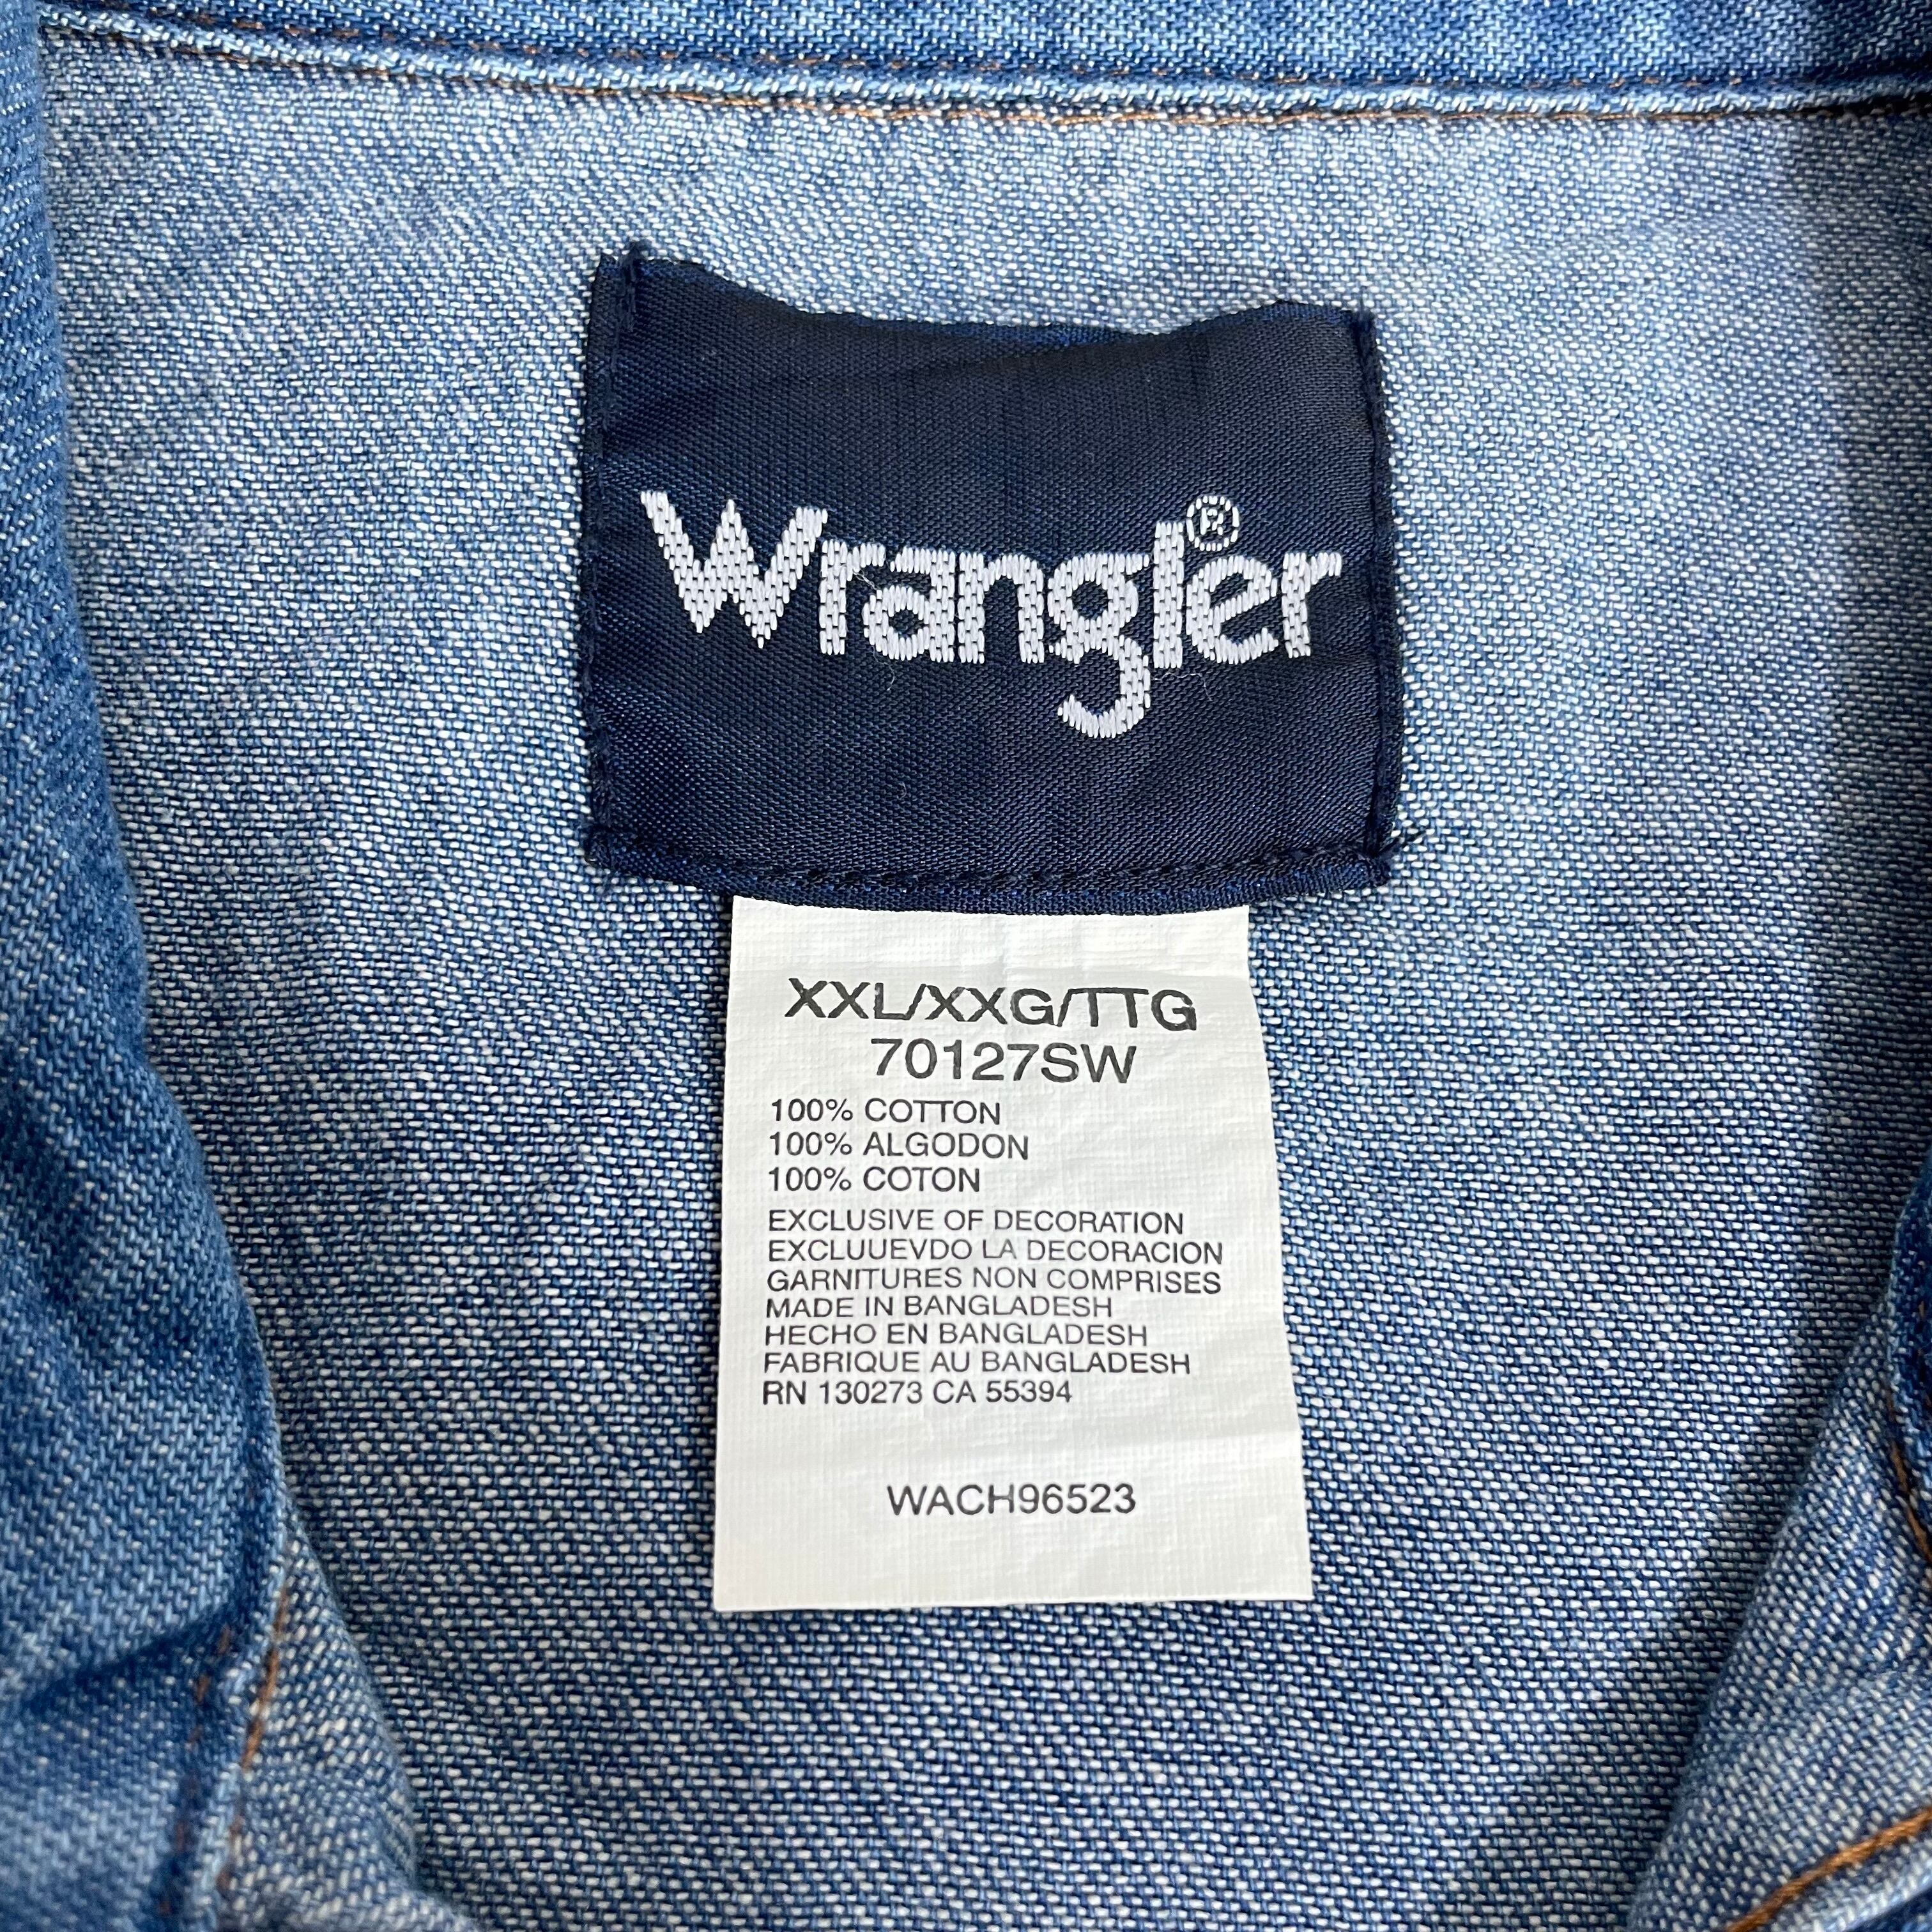 Wrangler®
XXL/XXG/TTG
70127SW
100% COTTON
100% ALGODON
100% COTON
EXCLUSIVE OF DECORATION
EXCLUUEVDO LA DECORACION
GARNITURES NON COMPRISES
MADE IN BANGLADESH
HECHO EN BANGLADESH
FABRIQUE AU BANGLADESH
RN 130273 CA 55394
WACH96523